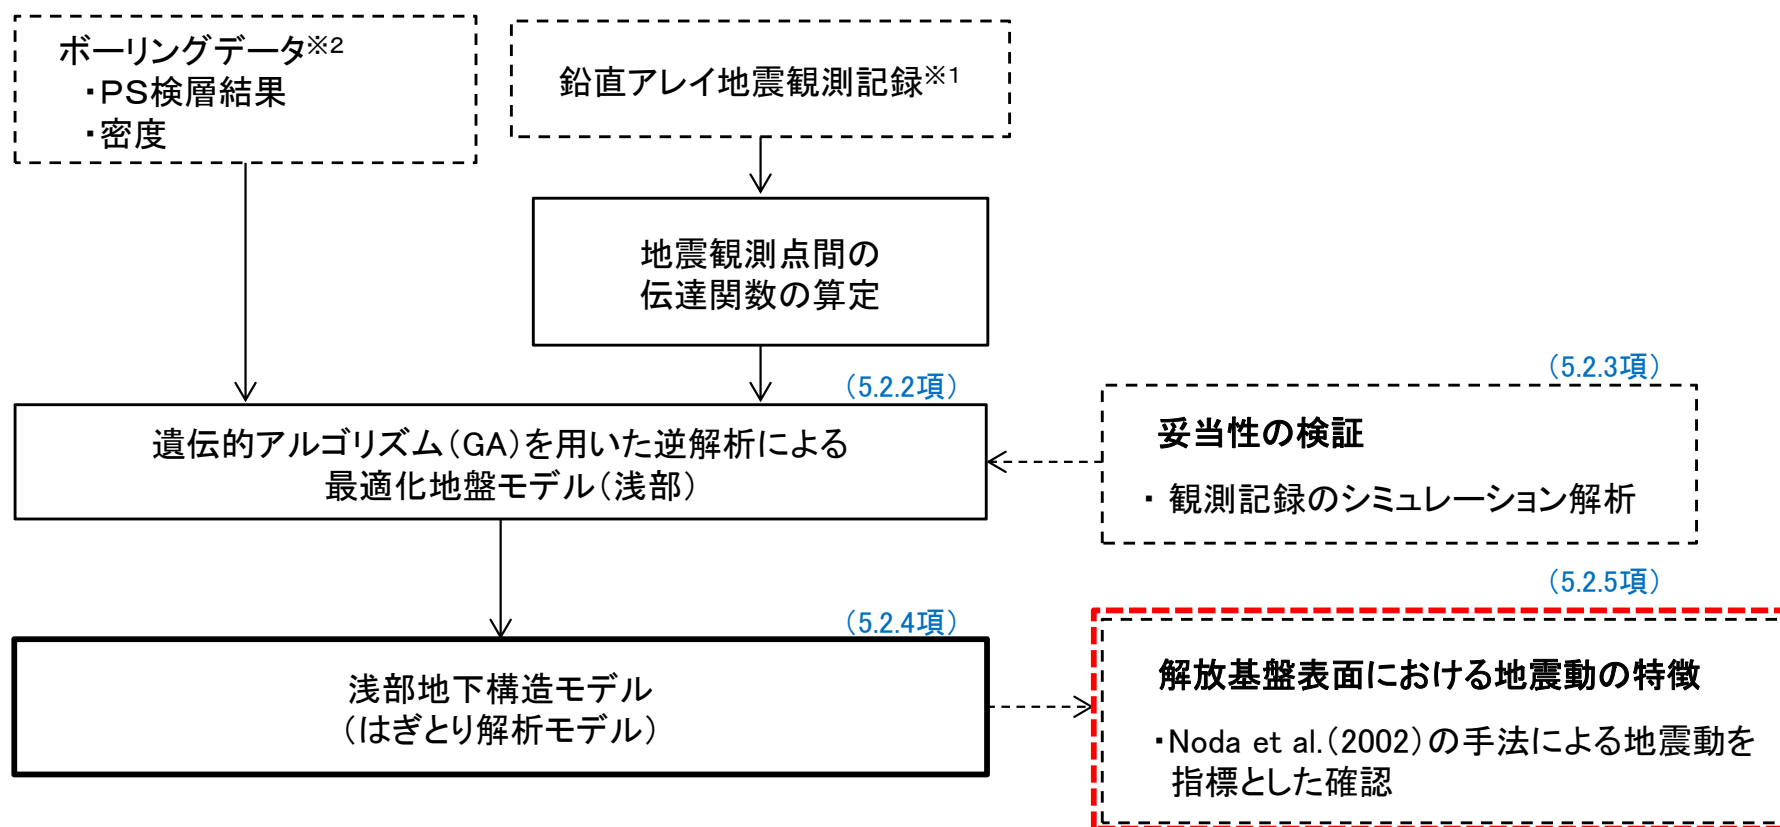 ボーリングデータ※2
・PS検層結果
・密度
鉛直アレイ地震観測記録※1
地震観測点間の
伝達関数の算定
(5.2.2項)
遺伝的アルゴリズム(GA)を用いた逆解析による
最適化地盤モデル(浅部)
(5.2.3項)
妥当性の検証
・観測記録のシミュレーション解析
(5.2.4項)
浅部地下構造モデル
(はぎとり解析モデル)
(5.2.5項)
解放基盤表面における地震動の特徴
・Noda et al.(2002)の手法による地震動を
指標とした確認